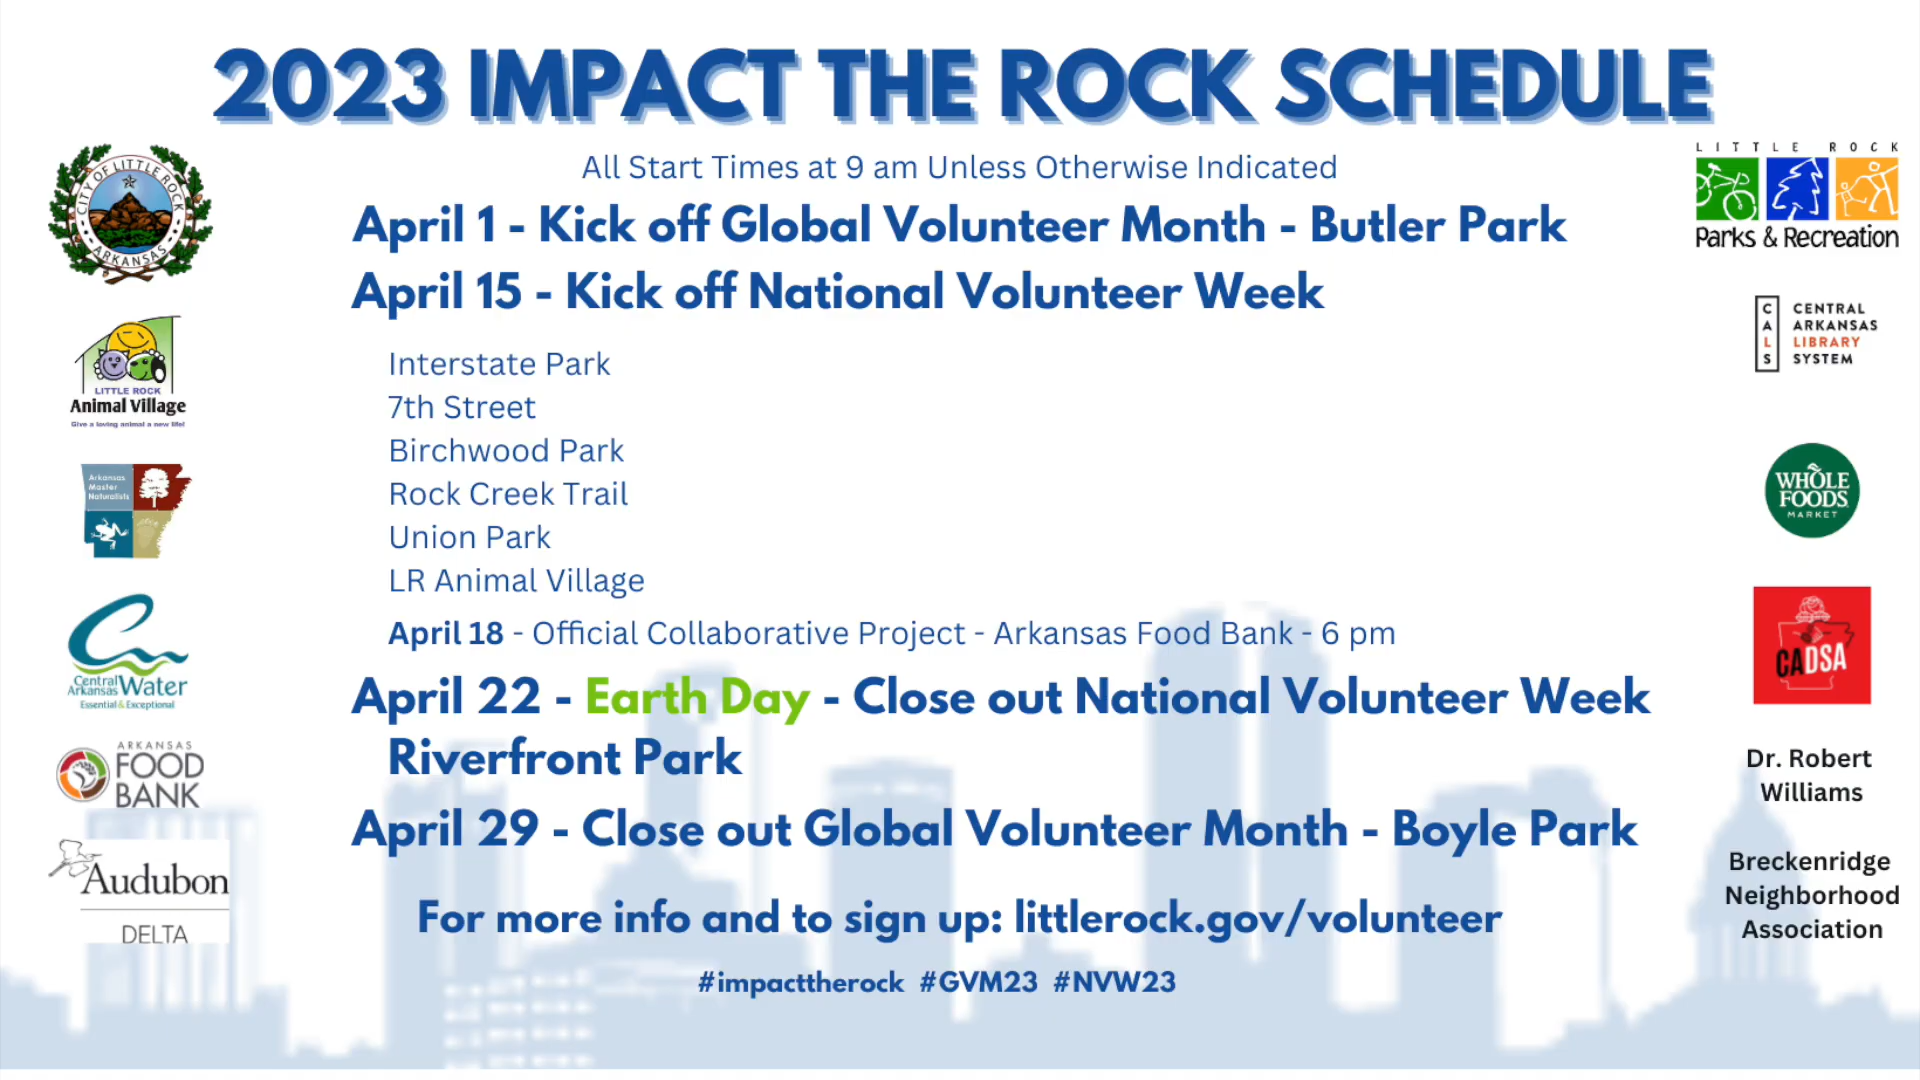 2023 IMPACT THE ROCK SCHEDULE
All Start Times at 9 am Unless Otherwise Indicated
April 1 - Kick off Global Volunteer Month - Butler Park
April 15 - Kick off National Volunteer Week
Interstate Park
7th Street
Birchwood Park
Rock Creek Trail
Union Park
LR Animal Village
April 18 - Official Collaborative Project - Arkansas Food Bank - 6 pm
April 22 - Earth Day - Close out National Volunteer Week
Riverfront Park
April 29 - Close out Global Volunteer Month - Boyle Park
For more info and to sign up: littlerock.gov/volunteer
#impacttherock #GVM23 #NVW23
CITY OF LITTLE ROCK
ARKANSAS
LITTLE ROCK
Animal Village
Give a loving animal a new life!
Arkansas
Master
Naturalists
Central
Arkansas Water
Essential & Exceptional
ARKANSAS
FOOD
BANK
Audubon
DELTA
LITTLE ROCK
Parks & Recreation
CALS
CENTRAL
ARKANSAS
LIBRARY
SYSTEM
WHOLE
FOODS
MARKET
CADSA
Dr. Robert
Williams
Breckenridge
Neighborhood
Association